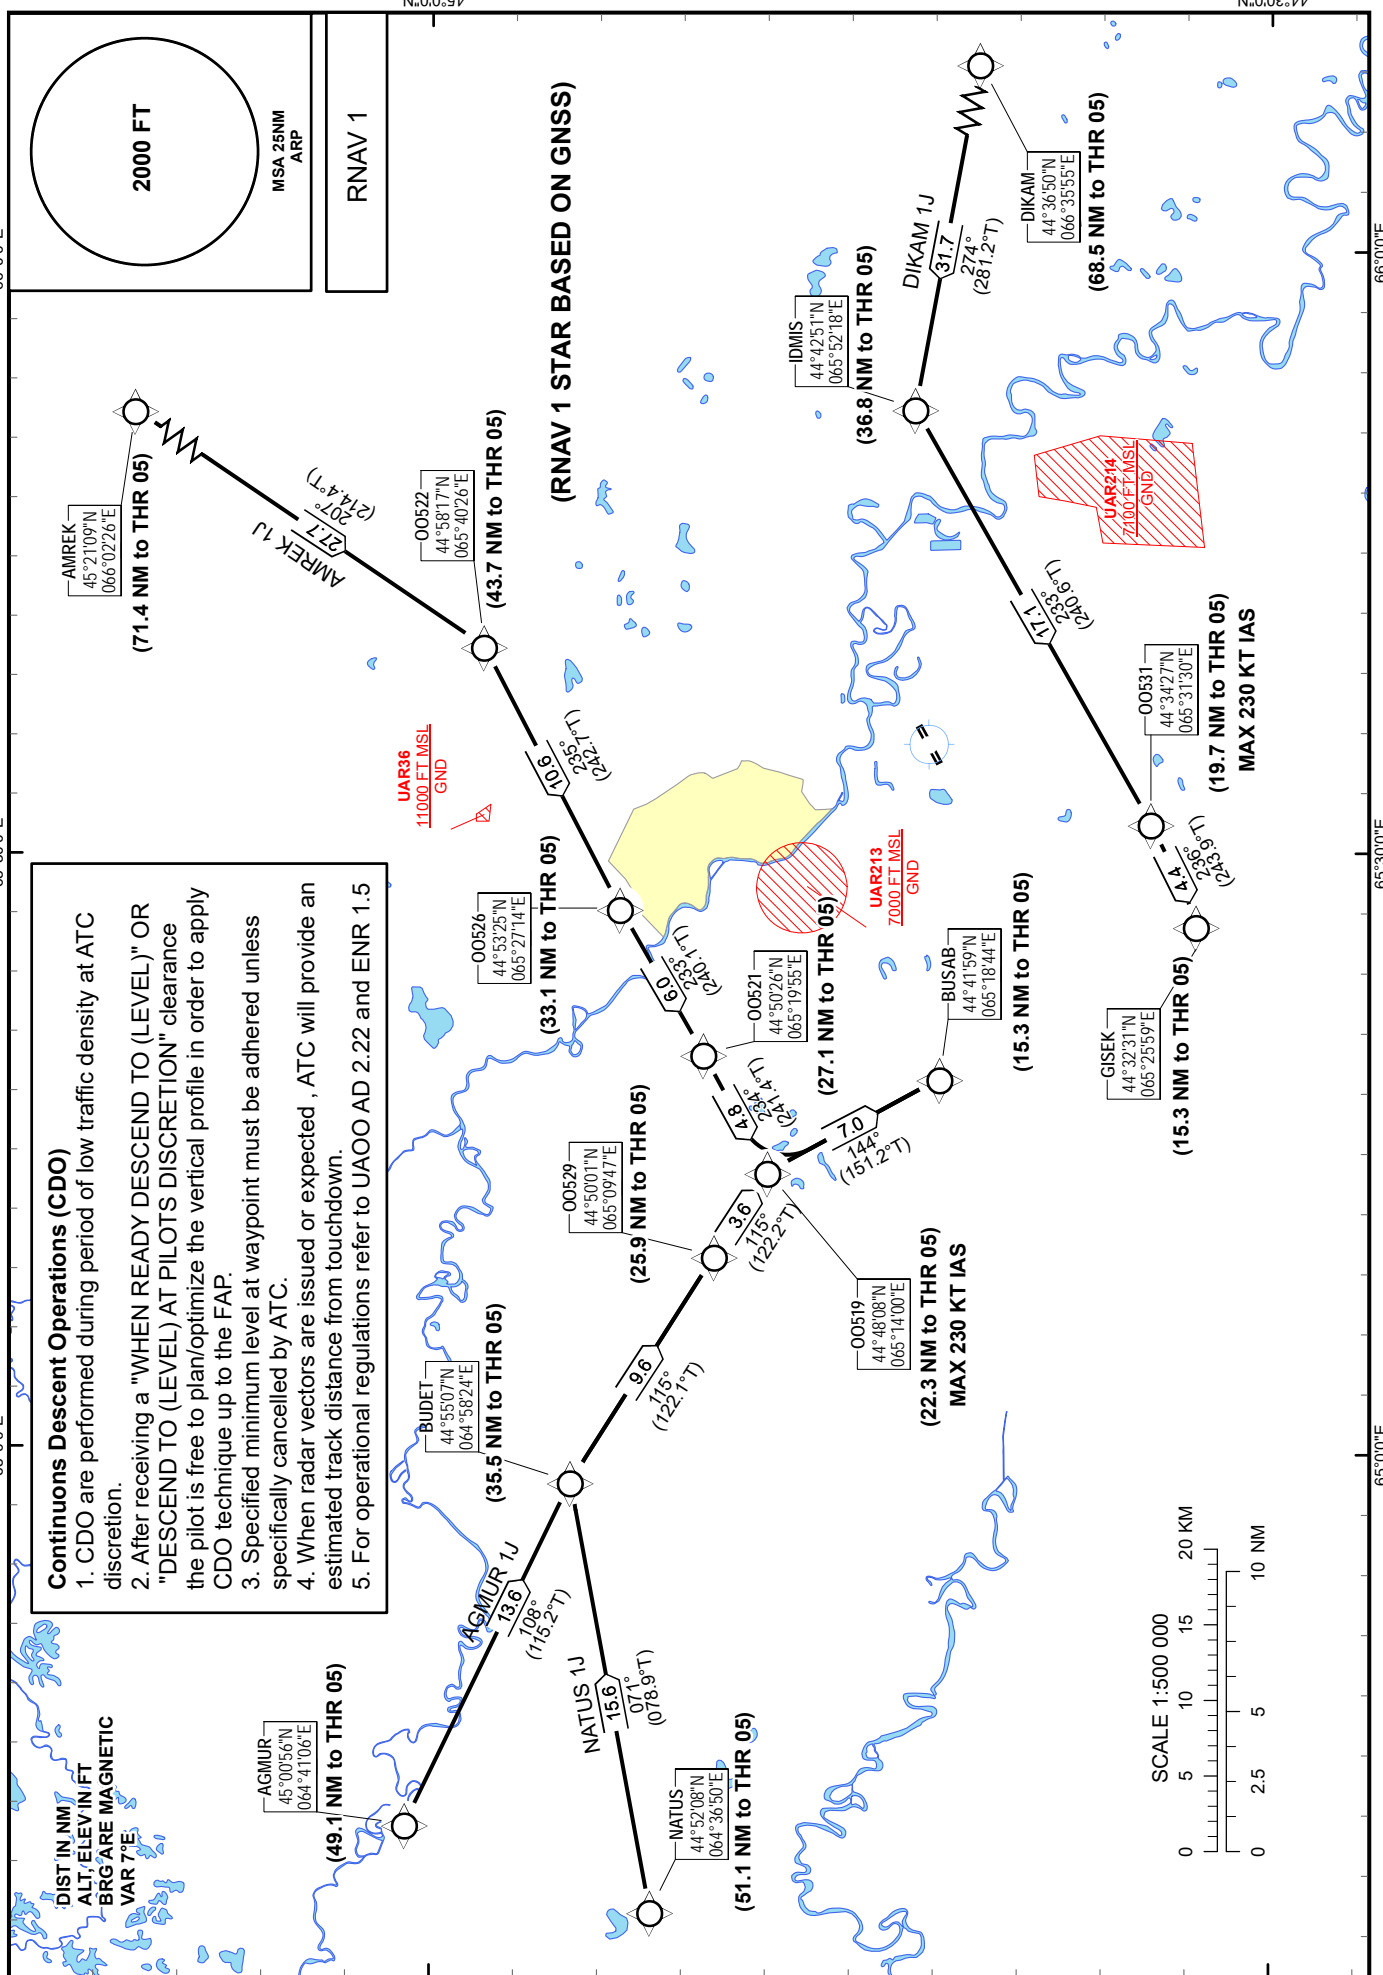 DIST IN NM
ALT, ELEV IN FT
BRG ARE MAGNETIC
VAR 7°E
Continuons Descent Operations (CDO)
1. CDO are performed during period of low traffic density at ATC
discretion.
2. After receiving a "WHEN READY DESCEND TO (LEVEL)" OR
"DESCEND TO (LEVEL) AT PILOTS DISCRETION" clearance
the pilot is free to plan/optimize the vertical profile in order to apply
CDO technique up to the FAP.
3. Specified minimum level at waypoint must be adhered unless
specifically cancelled by ATC.
4. When radar vectors are issued or expected , ATC will provide an
estimated track distance from touchdown.
5. For operational regulations refer to UAOO AD 2.22 and ENR 1.5
2000 FT
MSA 25NM
ARP
RNAV 1
(RNAV 1 STAR BASED ON GNSS)
AMREK
45°21'09"N
066°02'26"E
(71.4 NM to THR 05)
AMREK 1J
27.7
207°
(214.4°T)
OO522
44°58'17"N
065°40'26"E
(43.7 NM to THR 05)
10.6
235°
(242.7°T)
UAR36
11000 FT MSL
GND
OO526
44°53'25"N
065°27'14"E
(33.1 NM to THR 05)
6.0
233°
(240.1°T)
OO521
44°50'26"N
065°19'55"E
(27.1 NM to THR 05)
4.8
234°
(241.4°T)
UAR213
7000 FT MSL
GND
AGMUR
45°00'56"N
064°41'06"E
(49.1 NM to THR 05)
AGMUR 1J
13.6
108°
(115.2°T)
BUDET
44°55'07"N
064°58'24"E
(35.5 NM to THR 05)
NATUS
44°52'08"N
064°36'50"E
(51.1 NM to THR 05)
NATUS 1J
15.6
071°
(078.9°T)
9.6
115°
(122.1°T)
OO529
44°50'01"N
065°09'47"E
(25.9 NM to THR 05)
3.6
115°
(122.2°T)
OO519
44°48'08"N
065°14'00"E
(22.3 NM to THR 05)
MAX 230 KT IAS
7.0
144°
(151.2°T)
BUSAB
44°41'59"N
065°18'44"E
(15.3 NM to THR 05)
DIKAM
44°36'50"N
066°35'55"E
(68.5 NM to THR 05)
DIKAM 1J
31.7
274°
(281.2°T)
IDMIS
44°42'51"N
065°52'18"E
(36.8 NM to THR 05)
UAR214
7100 FT MSL
GND
17.1
233°
(240.6°T)
OO531
44°34'27"N
065°31'30"E
(19.7 NM to THR 05)
MAX 230 KT IAS
4.4
236°
(243.9°T)
GISEK
44°32'31"N
065°25'59"E
(15.3 NM to THR 05)
SCALE 1:500 000
0 5 10 15 20 KM
0 2.5 5 10 NM
65°0'0"E
65°30'0"E
66°0'0"E
45°0'0"N
44°30'0"N